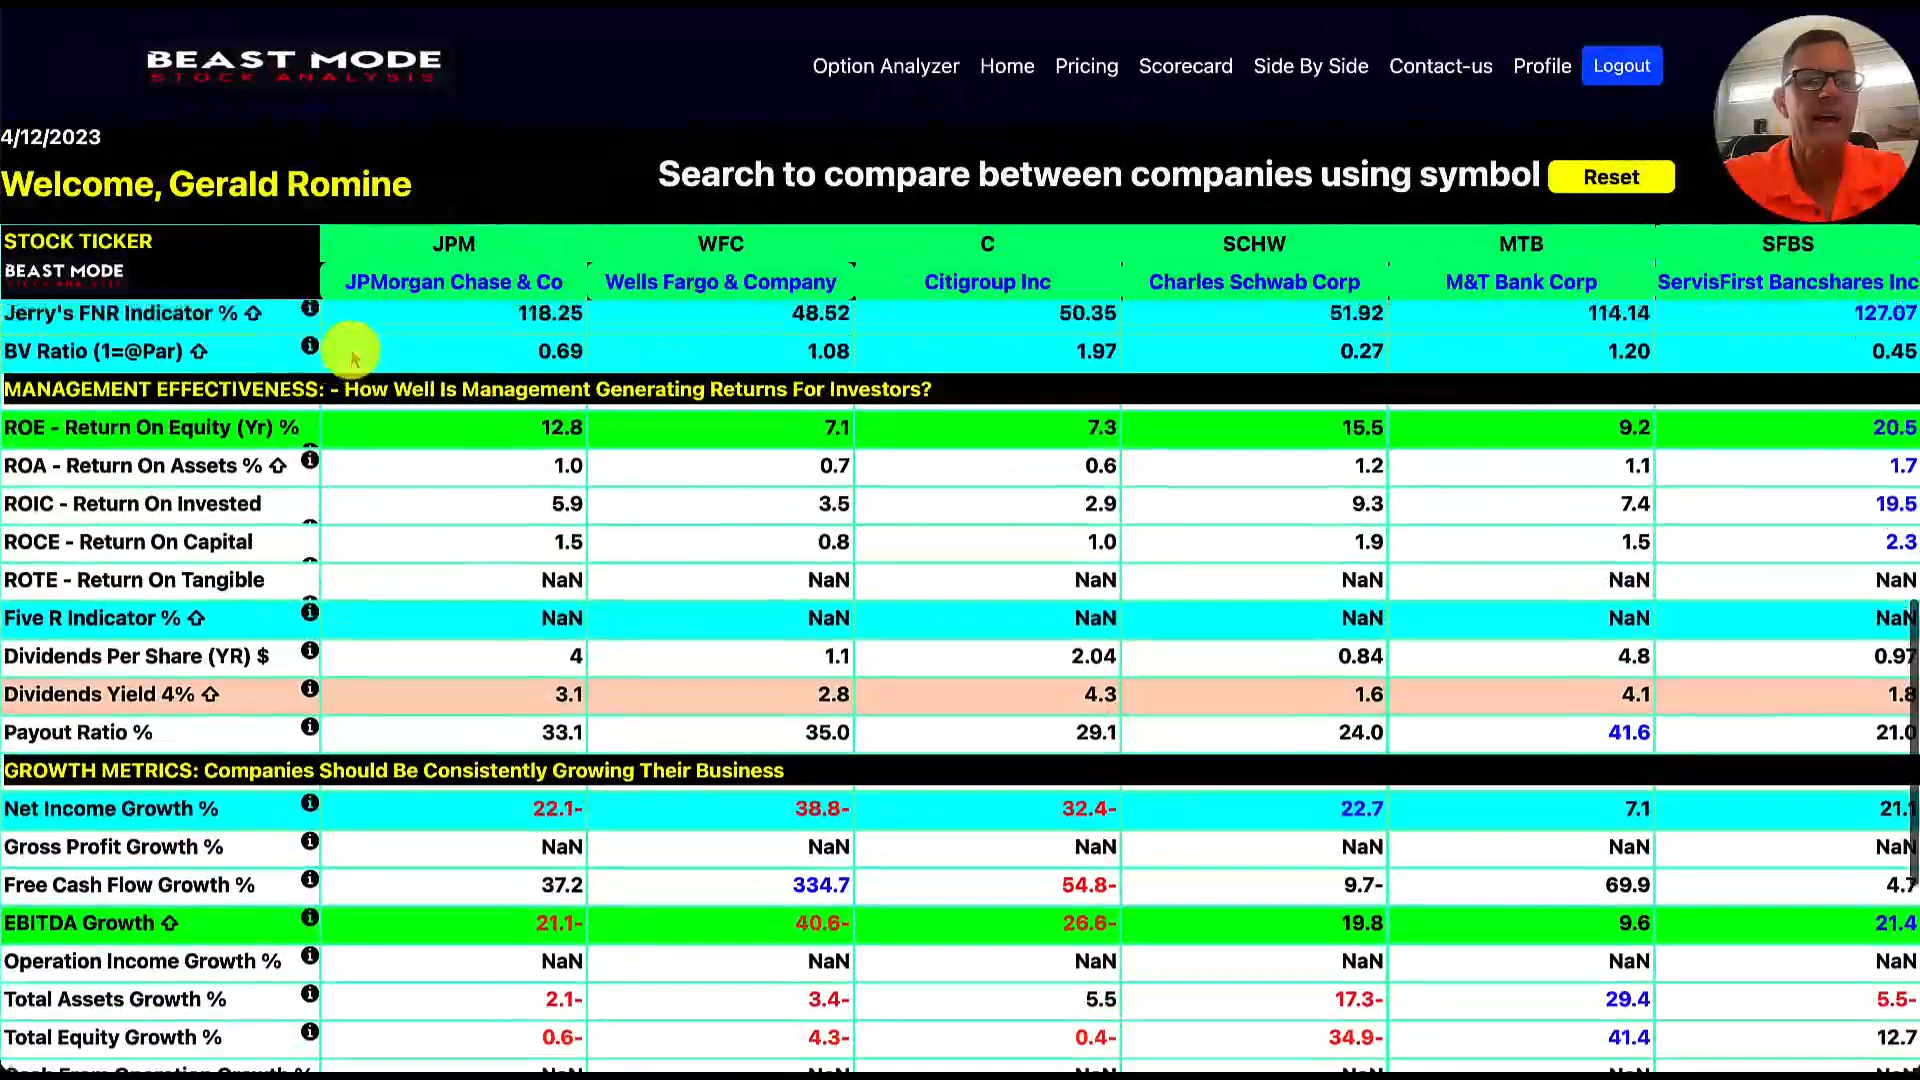 BEAST MODE
STOCK ANALYSIS
Option Analyzer Home Pricing Scorecard Side By Side Contact-us Profile Logout
4/12/2023
Welcome, Gerald Romine
Search to compare between companies using symbol Reset
STOCK TICKER JPM WFC C SCHW MTB SFBS
BEAST MODE JPMorgan Chase & Co Wells Fargo & Company Citigroup Inc Charles Schwab Corp M&T Bank Corp ServisFirst Bancshares Inc
Jerry's FNR Indicator % 118.25 48.52 50.35 51.92 114.14 127.07
BV Ratio (1=@Par) 0.69 1.08 1.97 0.27 1.20 0.45
MANAGEMENT EFFECTIVENESS: - How Well Is Management Generating Returns For Investors?
ROE - Return On Equity (Yr) % 12.8 7.1 7.3 15.5 9.2 20.5
ROA - Return On Assets % 1.0 0.7 0.6 1.2 1.1 1.7
ROIC - Return On Invested 5.9 3.5 2.9 9.3 7.4 19.5
ROCE - Return On Capital 1.5 0.8 1.0 1.9 1.5 2.3
ROTE - Return On Tangible NaN NaN NaN NaN NaN NaN
Five R Indicator % NaN NaN NaN NaN NaN NaN
Dividends Per Share (YR) $ 4 1.1 2.04 0.84 4.8 0.97
Dividends Yield 4% 3.1 2.8 4.3 1.6 4.1 1.8
Payout Ratio % 33.1 35.0 29.1 24.0 41.6 21.0
GROWTH METRICS: Companies Should Be Consistently Growing Their Business
Net Income Growth % 22.1- 38.8- 32.4- 22.7 7.1 21.1
Gross Profit Growth % NaN NaN NaN NaN NaN NaN
Free Cash Flow Growth % 37.2 334.7 54.8- 9.7- 69.9 4.7
EBITDA Growth 21.1- 40.6- 26.6- 19.8 9.6 21.4
Operation Income Growth % NaN NaN NaN NaN NaN NaN
Total Assets Growth % 2.1- 3.4- 5.5 17.3- 29.4 5.5-
Total Equity Growth % 0.6- 4.3- 0.4- 34.9- 41.4 12.7